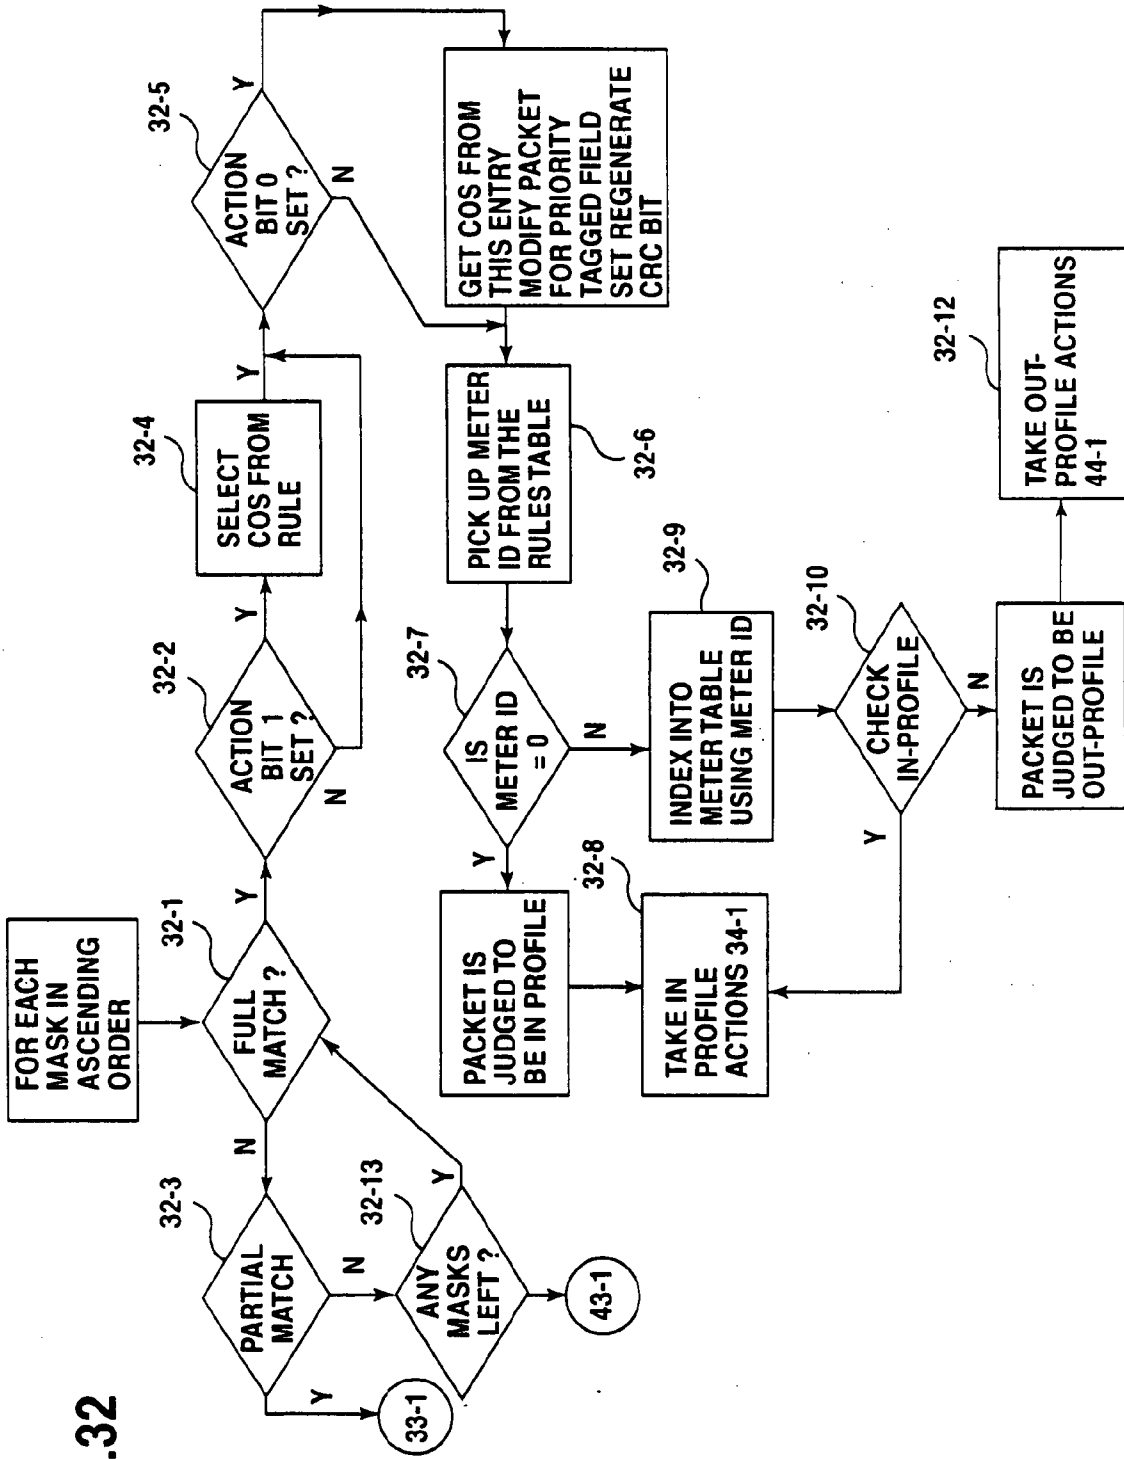 .32
FOR EACH
MASK IN
ASCENDING
ORDER
32-1
FULL
MATCH ?
Y
N
32-2
ACTION
BIT 1
SET ?
Y
N
32-4
SELECT
COS FROM
RULE
Y
32-5
ACTION
BIT 0
SET ?
Y
N
GET COS FROM
THIS ENTRY
MODIFY PACKET
FOR PRIORITY
TAGGED FIELD
SET REGENERATE
CRC BIT
32-3
PARTIAL
MATCH
Y
N
33-1
32-13
ANY
MASKS
LEFT ?
Y
43-1
PICK UP METER
ID FROM THE
RULES TABLE
32-6
32-7
IS
METER ID
= 0
Y
N
PACKET IS
JUDGED TO
BE IN PROFILE
32-8
TAKE IN
PROFILE
ACTIONS 34-1
32-9
INDEX INTO
METER TABLE
USING METER ID
32-10
CHECK
IN-PROFILE
Y
N
PACKET IS
JUDGED TO BE
OUT-PROFILE
32-12
TAKE OUT-
PROFILE ACTIONS
44-1